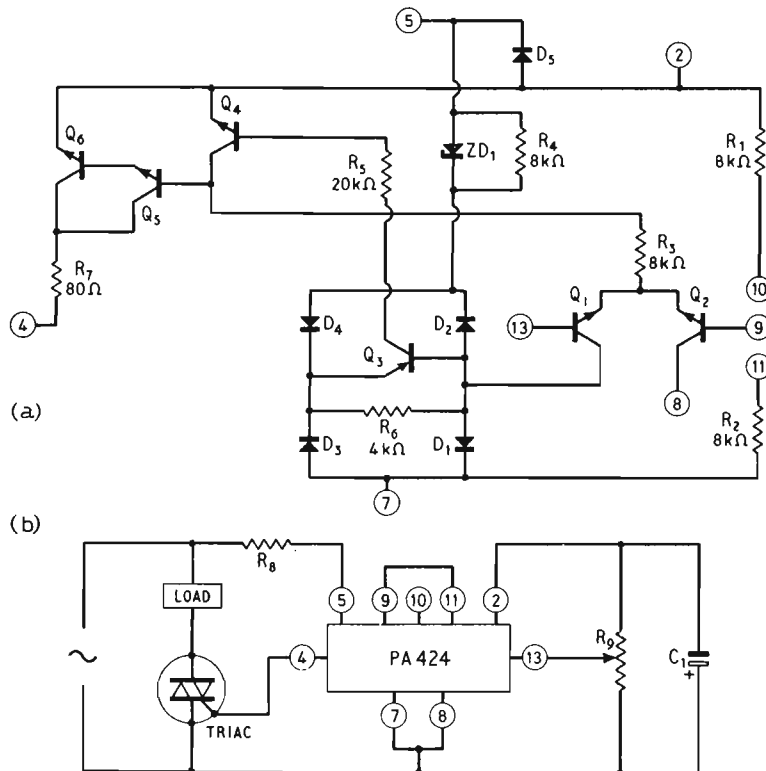 5
D5
2
Q6
Q4
ZD1
R4
8kΩ
R1
8kΩ
R5
20kΩ
Q5
R7
80Ω
4
R3
8kΩ
10
Q1
Q2
13
9
D4
D2
Q3
11
8
(a)
R6
4kΩ
D3
D1
R2
8kΩ
7
(b)
R8
LOAD
5
9
10
11
2
R9
4
PA424
13
C1
+
7
8
TRIAC